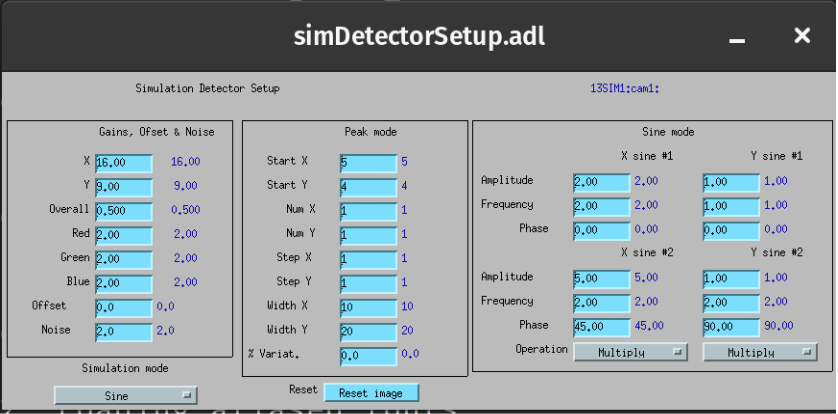 simDetectorSetup.adl
Simulation Detector Setup 13SIM1:cam1:
Gains, Ofset & Noise
X 16.00 16.00
Y 9.00 9.00
Overall 0.500 0.500
Red 2.00 2.00
Green 2.00 2.00
Blue 2.00 2.00
Offset 0.0 0.0
Noise 2.0 2.0
Simulation mode
Sine
Peak mode
Start X 5 5
Start Y 4 4
Num X 1 1
Num Y 1 1
Step X 1 1
Step Y 1 1
Width X 10 10
Width Y 20 20
% Variat. 0.0 0.0
Reset Reset image
Sine mode
X sine #1 Y sine #1
Amplitude 2.00 2.00 1.00 1.00
Frequency 2.00 2.00 1.00 1.00
Phase 0.00 0.00 0.00 0.00
X sine #2 Y sine #2
Amplitude 5.00 5.00 1.00 1.00
Frequency 2.00 2.00 2.00 2.00
Phase 45.00 45.00 90.00 90.00
Operation Multiply Multiply